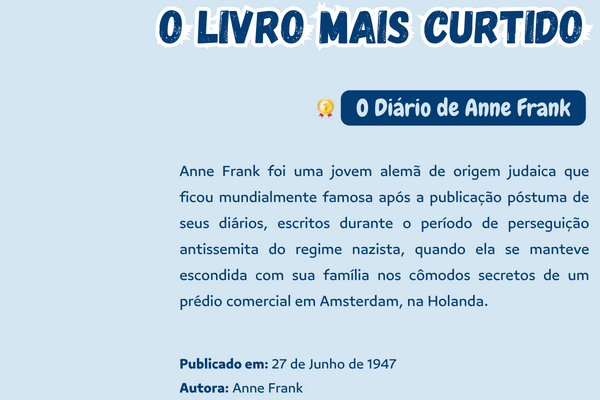 O LIVRO MAIS CURTIDO
O Diário de Anne Frank
Anne Frank foi uma jovem alemã de origem judaica que
ficou mundialmente famosa após a publicação póstuma de
seus diários, escritos durante o período de perseguição
antissemita do regime nazista, quando ela se manteve
escondida com sua família nos cômodos secretos de um
prédio comercial em Amsterdam, na Holanda.
Publicado em: 27 de Junho de 1947
Autora: Anne Frank